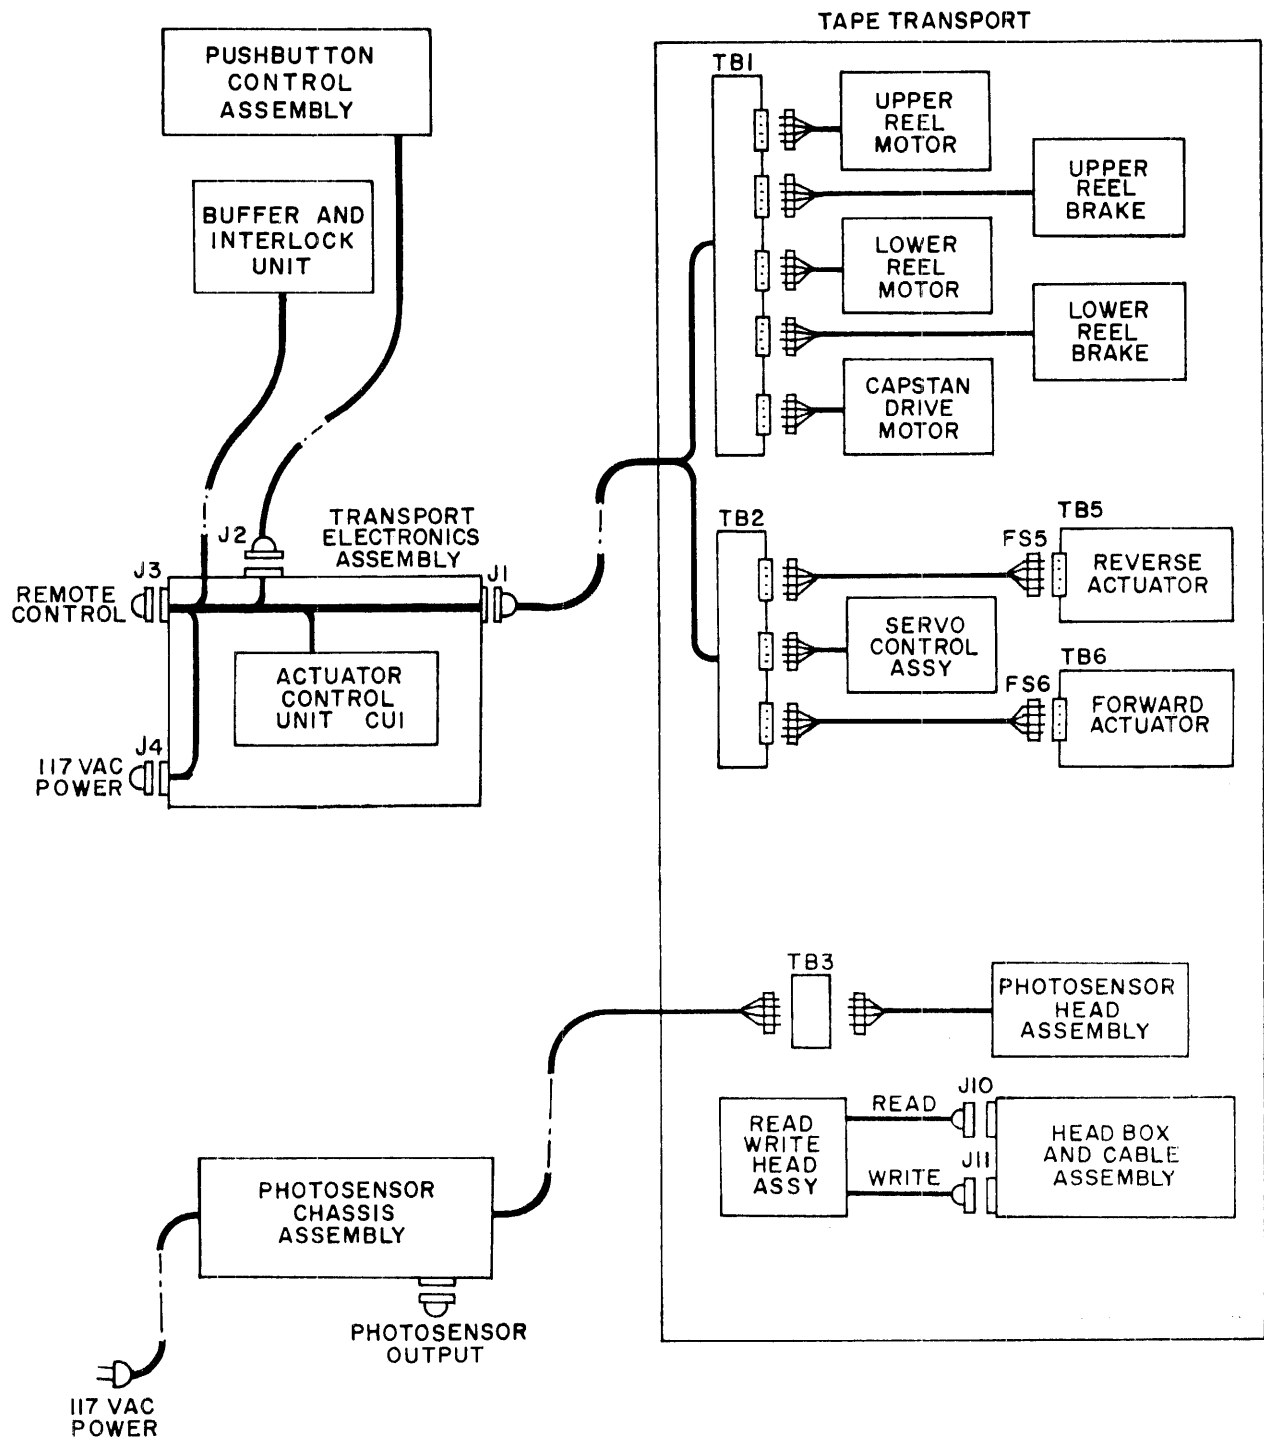 TAPE TRANSPORT
PUSHBUTTON
CONTROL
ASSEMBLY
BUFFER AND
INTERLOCK
UNIT
J2
TRANSPORT
ELECTRONICS
ASSEMBLY
J3
REMOTE
CONTROL
J1
ACTUATOR
CONTROL
UNIT CU1
J4
117 VAC
POWER
TB1
UPPER
REEL
MOTOR
UPPER
REEL
BRAKE
LOWER
REEL
MOTOR
LOWER
REEL
BRAKE
CAPSTAN
DRIVE
MOTOR
TB2
FS5
TB5
REVERSE
ACTUATOR
SERVO
CONTROL
ASSY
FS6
TB6
FORWARD
ACTUATOR
TB3
PHOTOSENSOR
HEAD
ASSEMBLY
READ
WRITE
HEAD
ASSY
READ
J10
WRITE
J11
HEAD BOX
AND CABLE
ASSEMBLY
PHOTOSENSOR
CHASSIS
ASSEMBLY
PHOTOSENSOR
OUTPUT
117 VAC
POWER